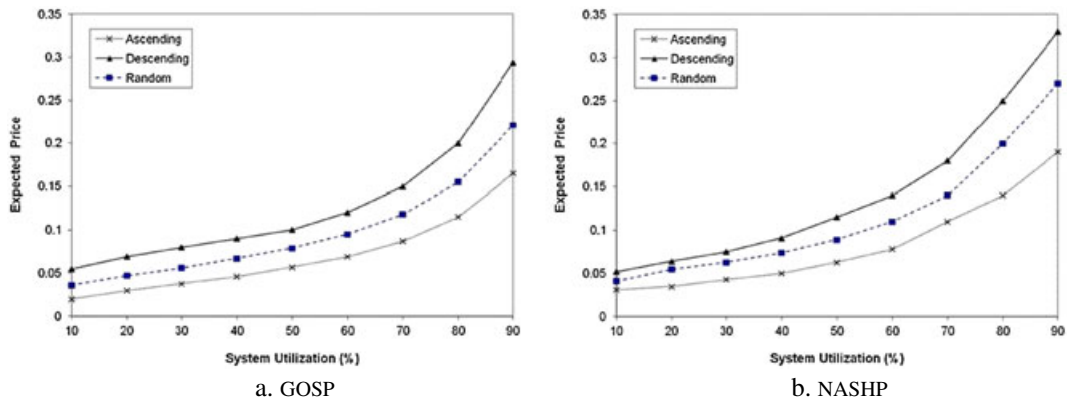 0.35
0.3
0.25
0.2
0.15
0.1
0.05
0
Expected Price
Ascending
Descending
Random
10 20 30 40 50 60 70 80 90
System Utilization (%)
a. GOSP
0.35
0.3
0.25
0.2
0.15
0.1
0.05
0
Expected Price
Ascending
Descending
Random
10 20 30 40 50 60 70 80 90
System Utilization (%)
b. NASHP